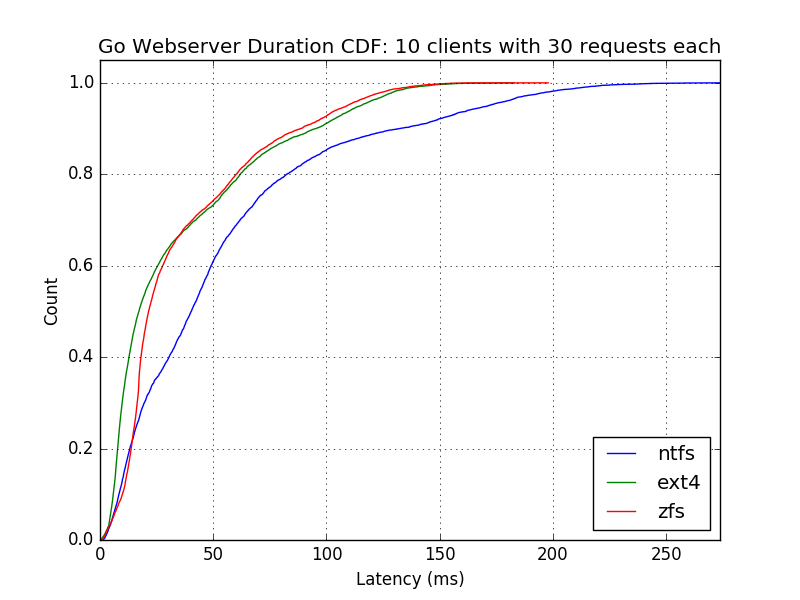 Go Webserver Duration CDF: 10 clients with 30 requests each
1.0
0.8
0.6
0.4
0.2
0.0
Count
0 50 100 150 200 250
Latency (ms)
ntfs
ext4
zfs